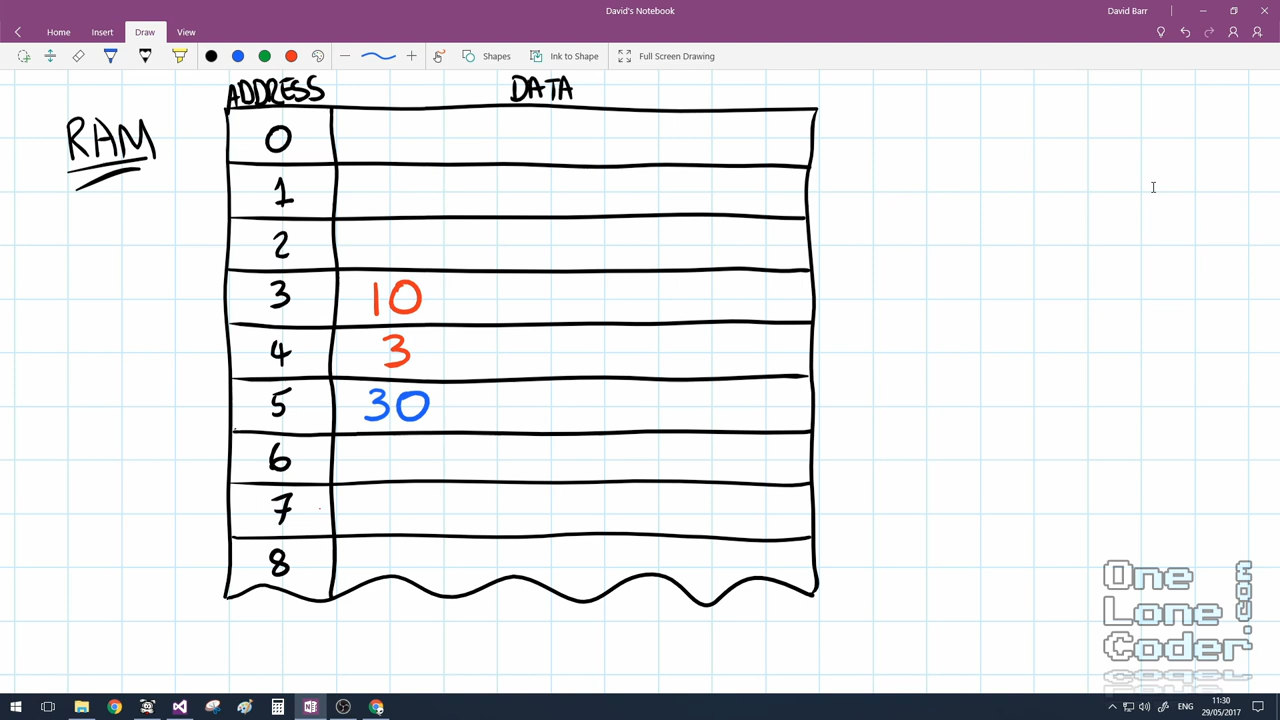 David's Notebook
David Barr
Home Insert Draw View
Shapes Ink to Shape Full Screen Drawing
ADDRESS DATA
RAM
0
1
2
3 10
4 3
5 30
6
7
8
One
Lone
Coder
.com
11:30
ENG
29/05/2017